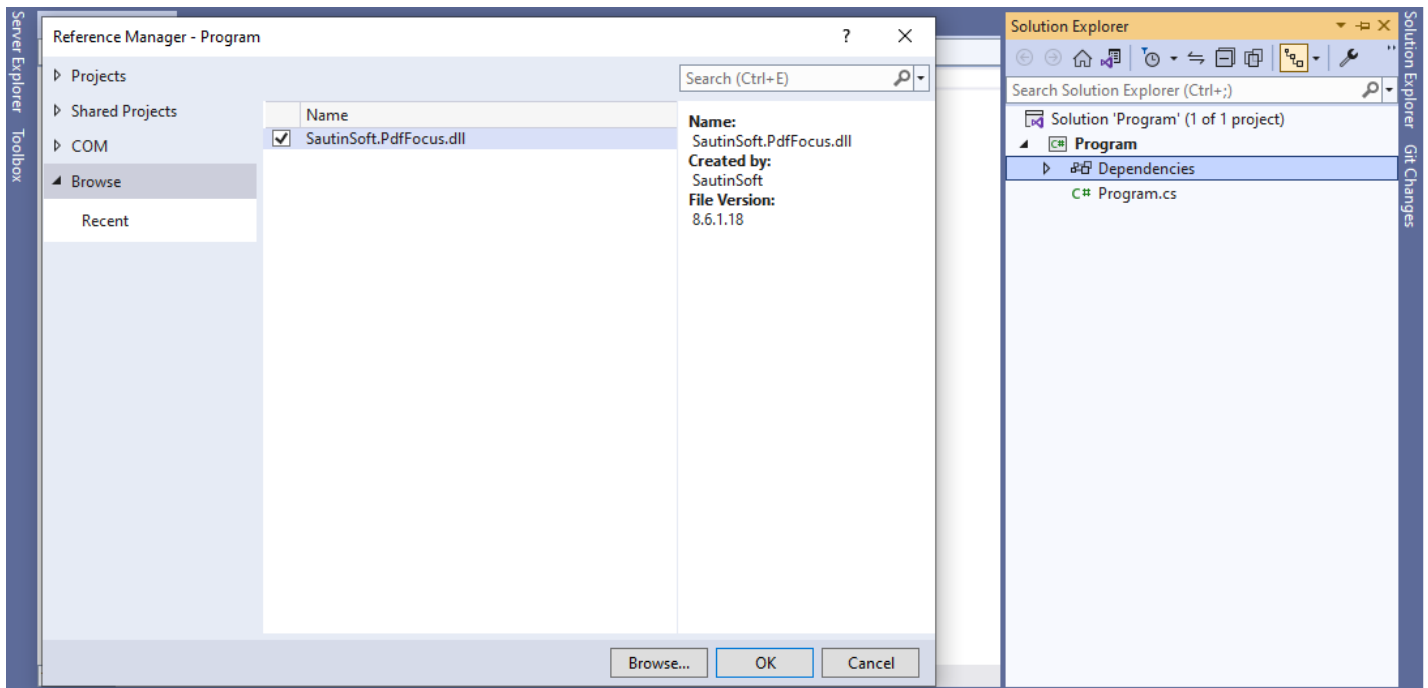 Server Explorer
Toolbox
Reference Manager - Program
?
Projects
Shared Projects
COM
Browse
Recent
Search (Ctrl+E)
Name
SautinSoft.PdfFocus.dll
Name:
SautinSoft.PdfFocus.dll
Created by:
SautinSoft
File Version:
8.6.1.18
Browse...
OK
Cancel
Solution Explorer
Search Solution Explorer (Ctrl+;)
Solution 'Program' (1 of 1 project)
C# Program
Dependencies
C# Program.cs
Solution Explorer
Git Changes